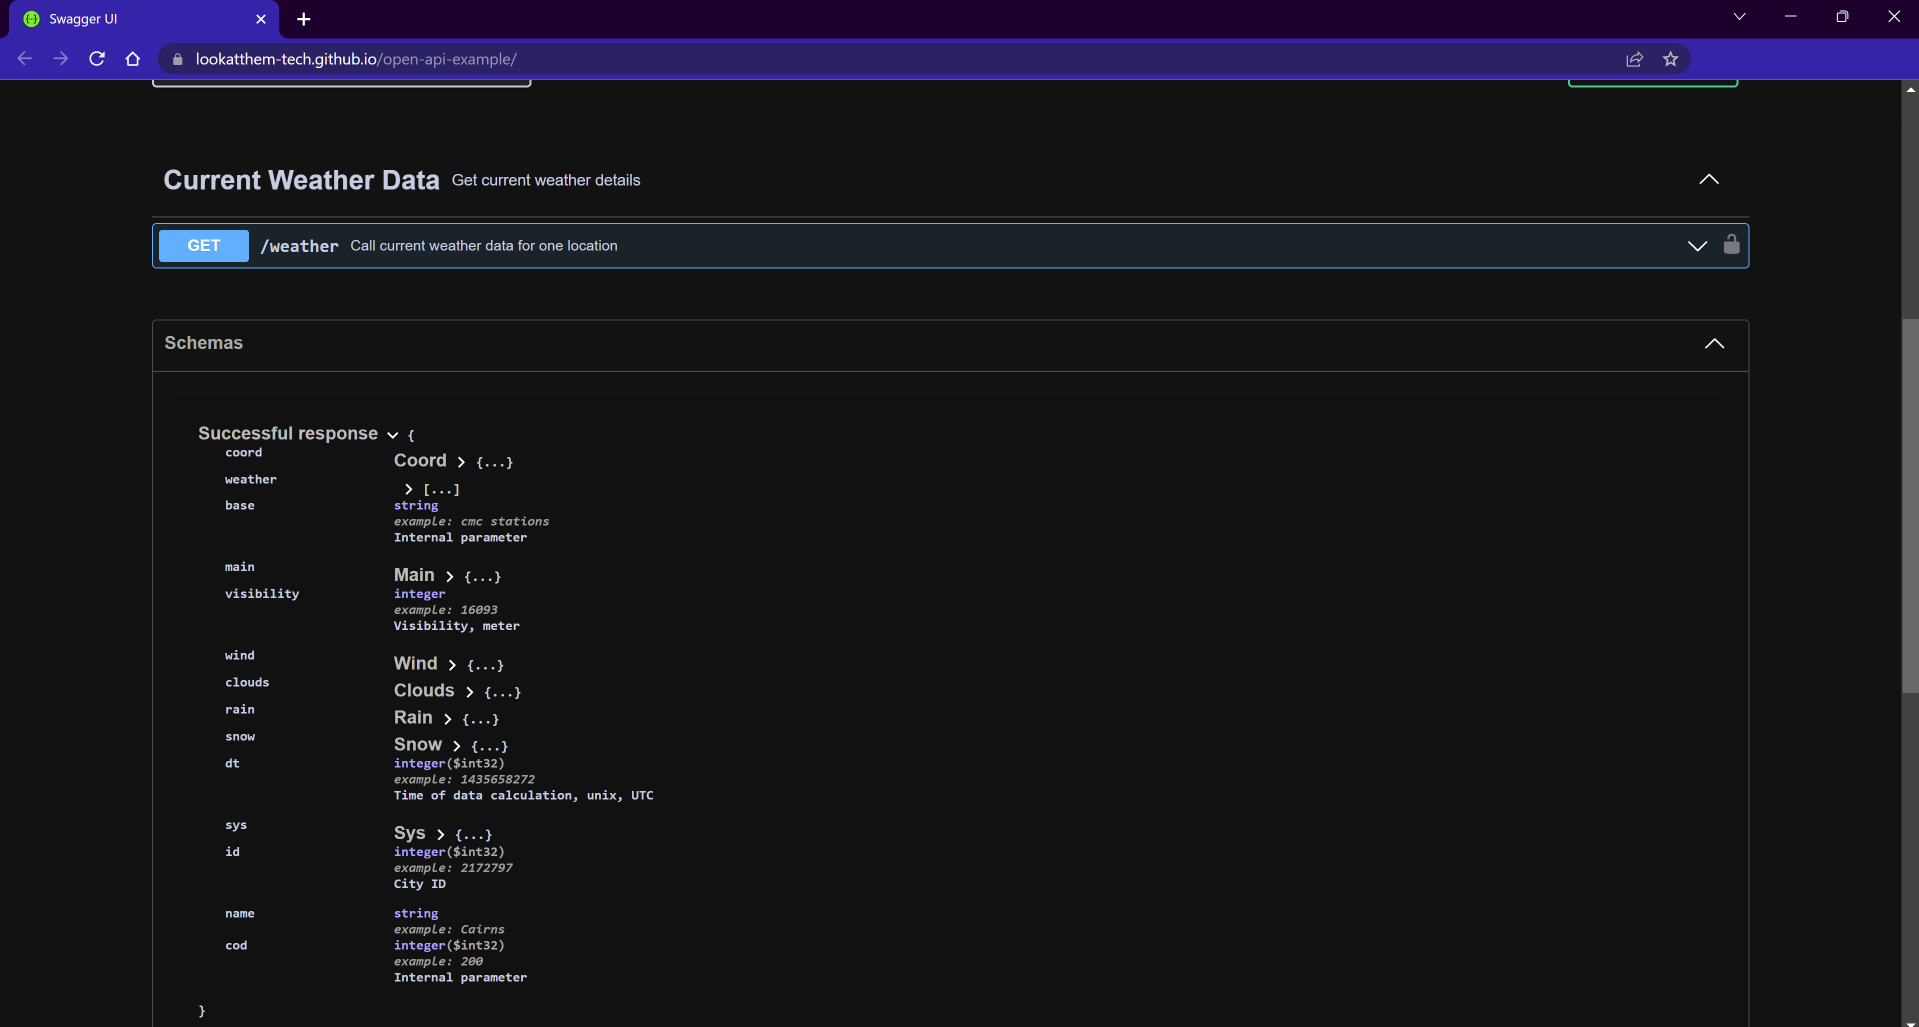 Swagger UI
lookatthem-tech.github.io/open-api-example/
Current Weather Data Get current weather details
GET /weather Call current weather data for one location
Schemas
Successful response {
coord Coord {...}
weather [...]
base string
example: cmc stations
Internal parameter
main Main {...}
visibility integer
example: 16093
Visibility, meter
wind Wind {...}
clouds Clouds {...}
rain Rain {...}
snow Snow {...}
dt integer($int32)
example: 1435658272
Time of data calculation, unix, UTC
sys Sys {...}
id integer($int32)
example: 2172797
City ID
name string
example: Cairns
cod integer($int32)
example: 200
Internal parameter
}